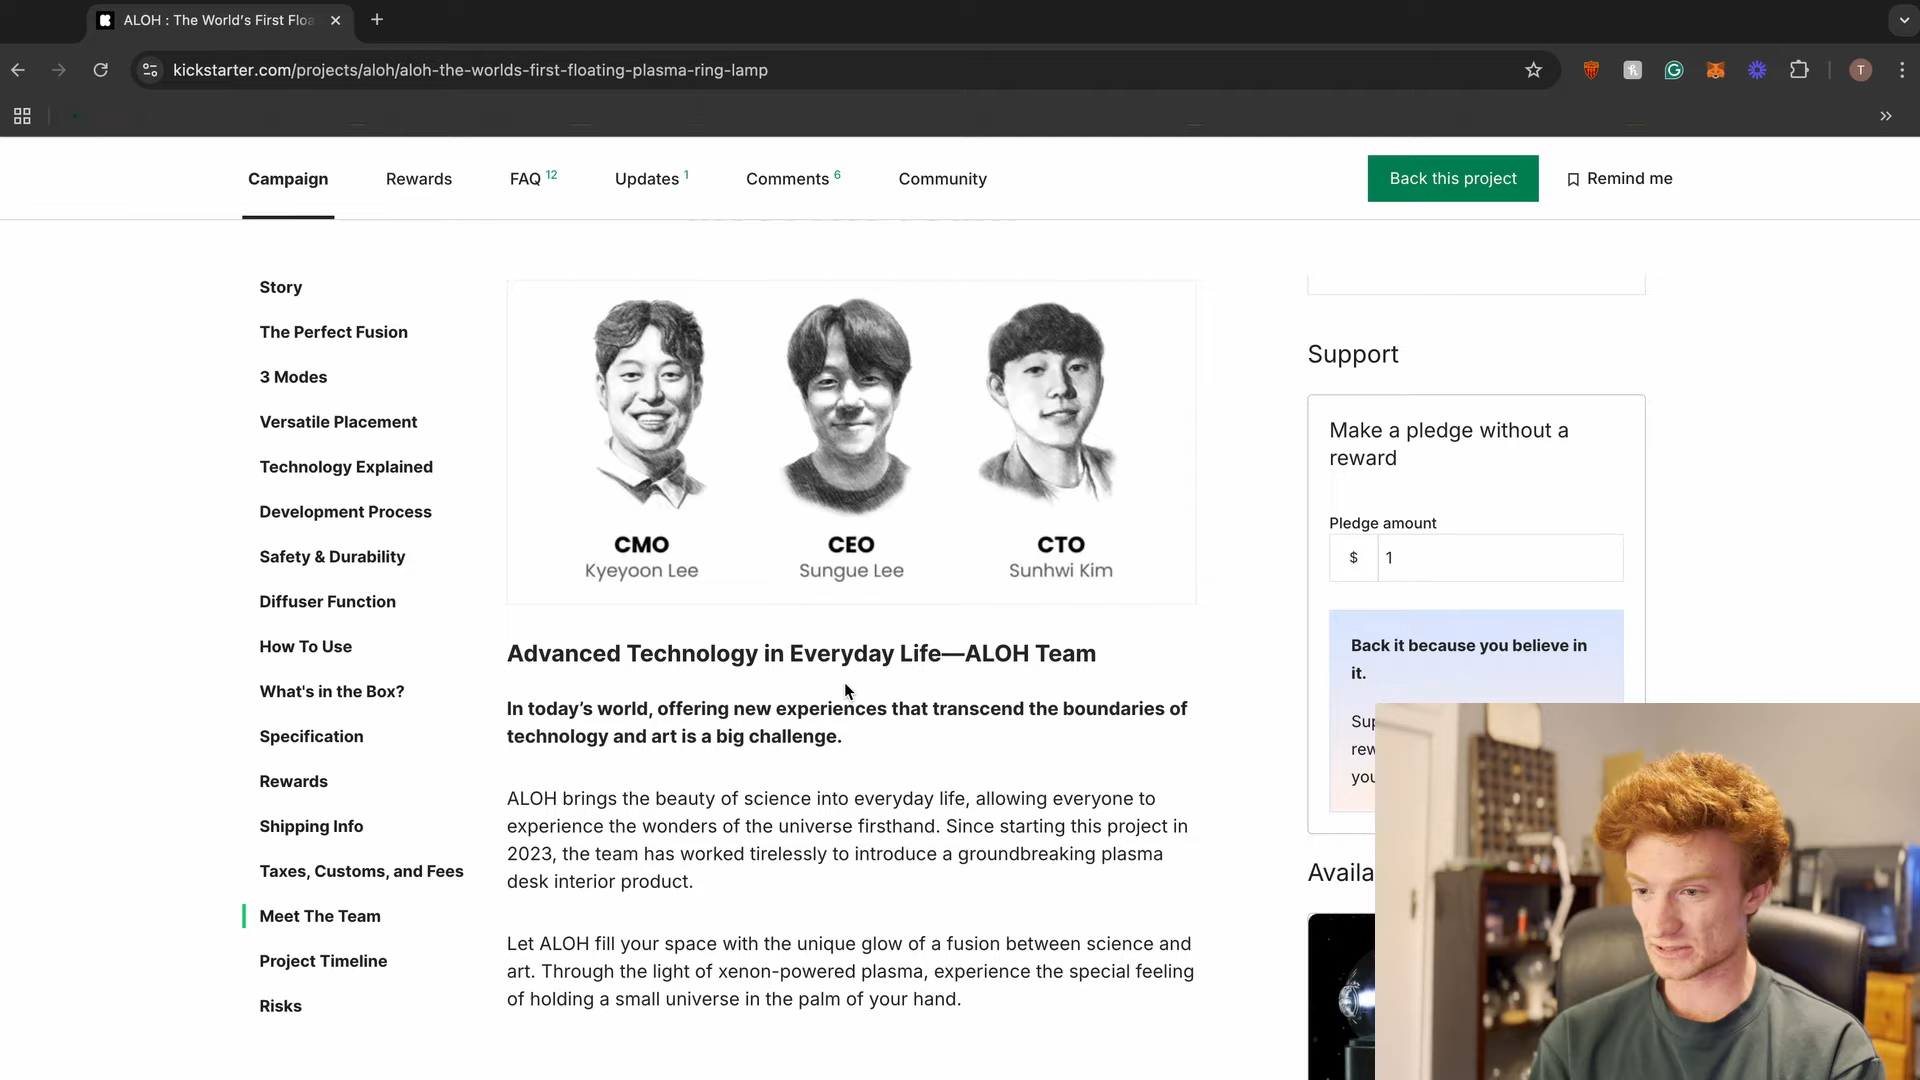 ALOH : The World's First Floa
kickstarter.com/projects/aloh/aloh-the-worlds-first-floating-plasma-ring-lamp
T
Campaign
Rewards
FAQ 12
Updates 1
Comments 6
Community
Back this project
Remind me
Story
The Perfect Fusion
3 Modes
Versatile Placement
Technology Explained
Development Process
Safety & Durability
Diffuser Function
How To Use
What's in the Box?
Specification
Rewards
Shipping Info
Taxes, Customs, and Fees
Meet The Team
Project Timeline
Risks
CMO
Kyeyoon Lee
CEO
Sungue Lee
CTO
Sunhwi Kim
Advanced Technology in Everyday Life—ALOH Team
In today's world, offering new experiences that transcend the boundaries of
technology and art is a big challenge.
ALOH brings the beauty of science into everyday life, allowing everyone to
experience the wonders of the universe firsthand. Since starting this project in
2023, the team has worked tirelessly to introduce a groundbreaking plasma
desk interior product.
Let ALOH fill your space with the unique glow of a fusion between science and
art. Through the light of xenon-powered plasma, experience the special feeling
of holding a small universe in the palm of your hand.
Support
Make a pledge without a
reward
Pledge amount
$ 1
Back it because you believe in
it.
Sup
rew
you
Availa